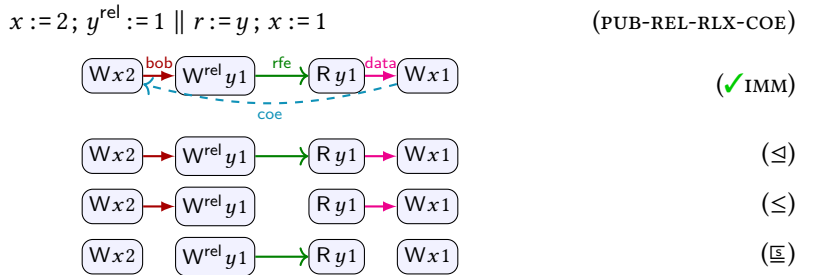 x := 2; y^rel := 1 ∥ r := y; x := 1 (PUB-REL-RLX-COE)
bob rfe data
Wx2 W^rel y1 R y1 Wx1 (✓IMM)
coe
Wx2 W^rel y1 R y1 Wx1 (⊴)
Wx2 W^rel y1 R y1 Wx1 (≤)
Wx2 W^rel y1 R y1 Wx1 (≤ s)